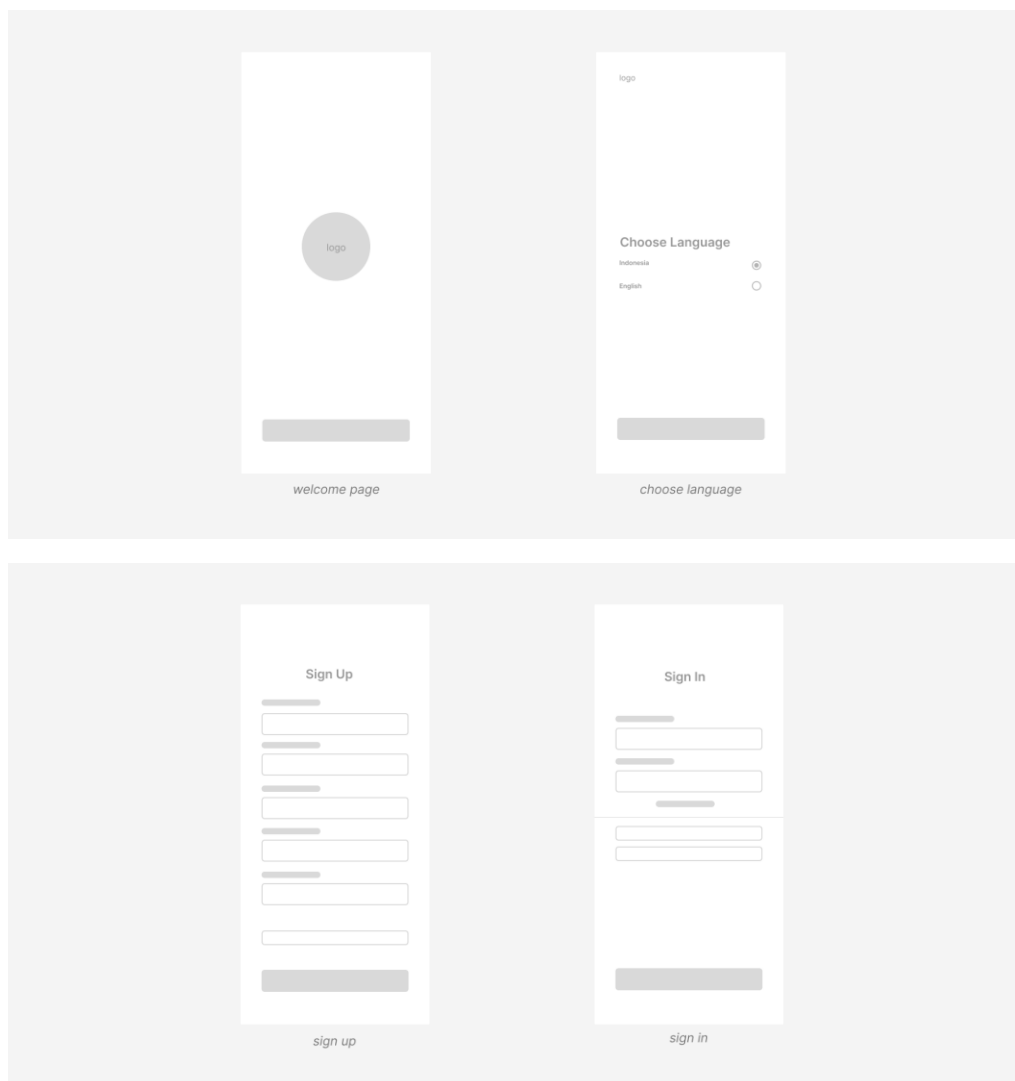 logo
welcome page
logo
Choose Language
Indonesia
English
choose language
Sign Up
sign up
Sign In
sign in